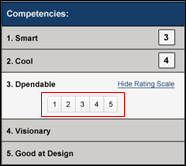 Competencies:
1. Smart 3
2. Cool 4
3. Dpendable Hide Rating Scale
1 2 3 4 5
4. Visionary
5. Good at Design